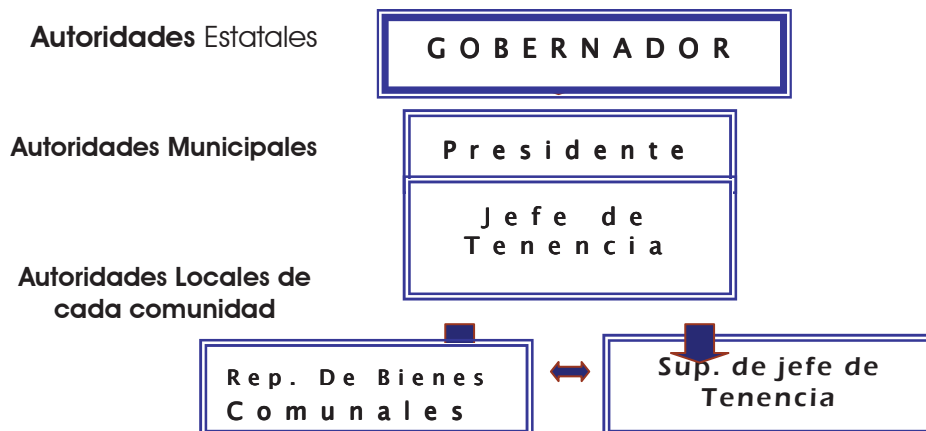 Autoridades Estatales
GOBERNADOR
Autoridades Municipales
Presidente
Jefe de
Tenencia
Autoridades Locales de
cada comunidad
Rep. De Bienes
Comunales
Sup. de jefe de
Tenencia